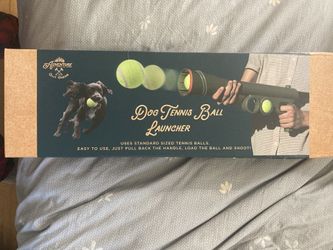 ADVENTURE
DOG TENNIS BALL
LAUNCHER
USES STANDARD SIZED TENNIS BALLS.
EASY TO USE, JUST PULL BACK THE HANDLE, LOAD THE BALL AND SHOOT!